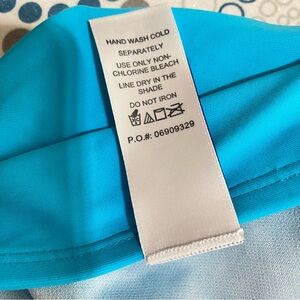 HAND WASH COLD
SEPARATELY
USE ONLY NON-
CHLORINE BLEACH
LINE DRY IN THE
SHADE
DO NOT IRON
P.O.#: 06909329